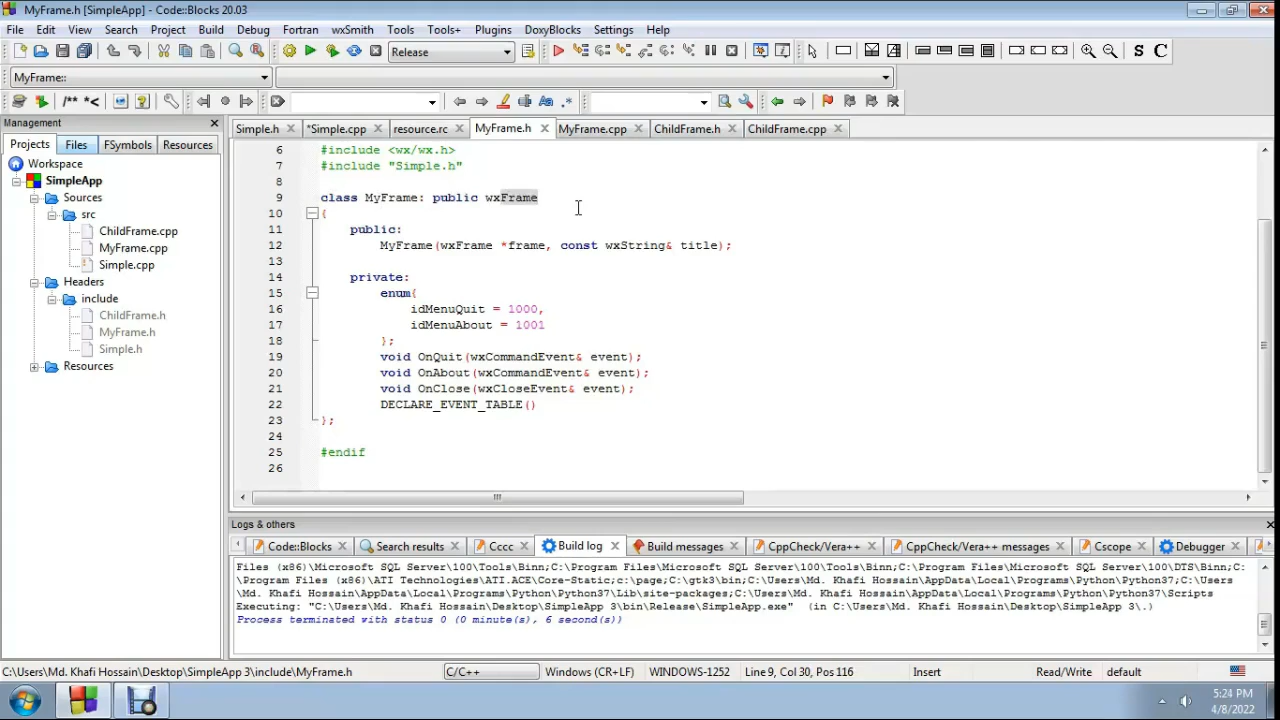 MyFrame.h [SimpleApp] - Code::Blocks 20.03
File Edit View Search Project Build Debug Fortran wxSmith Tools Tools+ Plugins DoxyBlocks Settings Help
Release
S C
MyFrame::
/** *<
Aa .*
Management
Projects Files FSymbols Resources
Workspace
SimpleApp
Sources
src
ChildFrame.cpp
MyFrame.cpp
Simple.cpp
Headers
include
ChildFrame.h
MyFrame.h
Simple.h
Resources
Simple.h *Simple.cpp resource.rc MyFrame.h MyFrame.cpp ChildFrame.h ChildFrame.cpp
6 #include <wx/wx.h>
7 #include "Simple.h"
8
9 class MyFrame: public wxFrame
10 {
11 public:
12 MyFrame(wxFrame *frame, const wxString& title);
13
14 private:
15 enum{
16 idMenuQuit = 1000,
17 idMenuAbout = 1001
18 };
19 void OnQuit(wxCommandEvent& event);
20 void OnAbout(wxCommandEvent& event);
21 void OnClose(wxCloseEvent& event);
22 DECLARE_EVENT_TABLE()
23 };
24
25 #endif
26
Logs & others
Code::Blocks Search results Cccc Build log Build messages CppCheck/Vera++ CppCheck/Vera++ messages Cscope Debugger
Files (x86)\Microsoft SQL Server\100\Tools\Binn;C:\Program Files\Microsoft SQL Server\100\Tools\Binn;C:\Program Files\Microsoft SQL Server\100\DTS\Binn;C:
\Program Files (x86)\ATI Technologies\ATI.ACE\Core-Static;c:\page;C:\gtk3\bin;C:\Users\Md. Khafi Hossain\AppData\Local\Programs\Python\Python37;C:\Users
\Md. Khafi Hossain\AppData\Local\Programs\Python\Python37\Lib\site-packages;C:\Users\Md. Khafi Hossain\AppData\Local\Programs\Python\Python37\Scripts
Executing: "C:\Users\Md. Khafi Hossain\Desktop\SimpleApp 3\bin\Release\SimpleApp.exe" (in C:\Users\Md. Khafi Hossain\Desktop\SimpleApp 3\.)
Process terminated with status 0 (0 minute(s), 6 second(s))
C:\Users\Md. Khafi Hossain\Desktop\SimpleApp 3\include\MyFrame.h C/C++ Windows (CR+LF) WINDOWS-1252 Line 9, Col 30, Pos 116 Insert Read/Write default
5:24 PM
4/8/2022